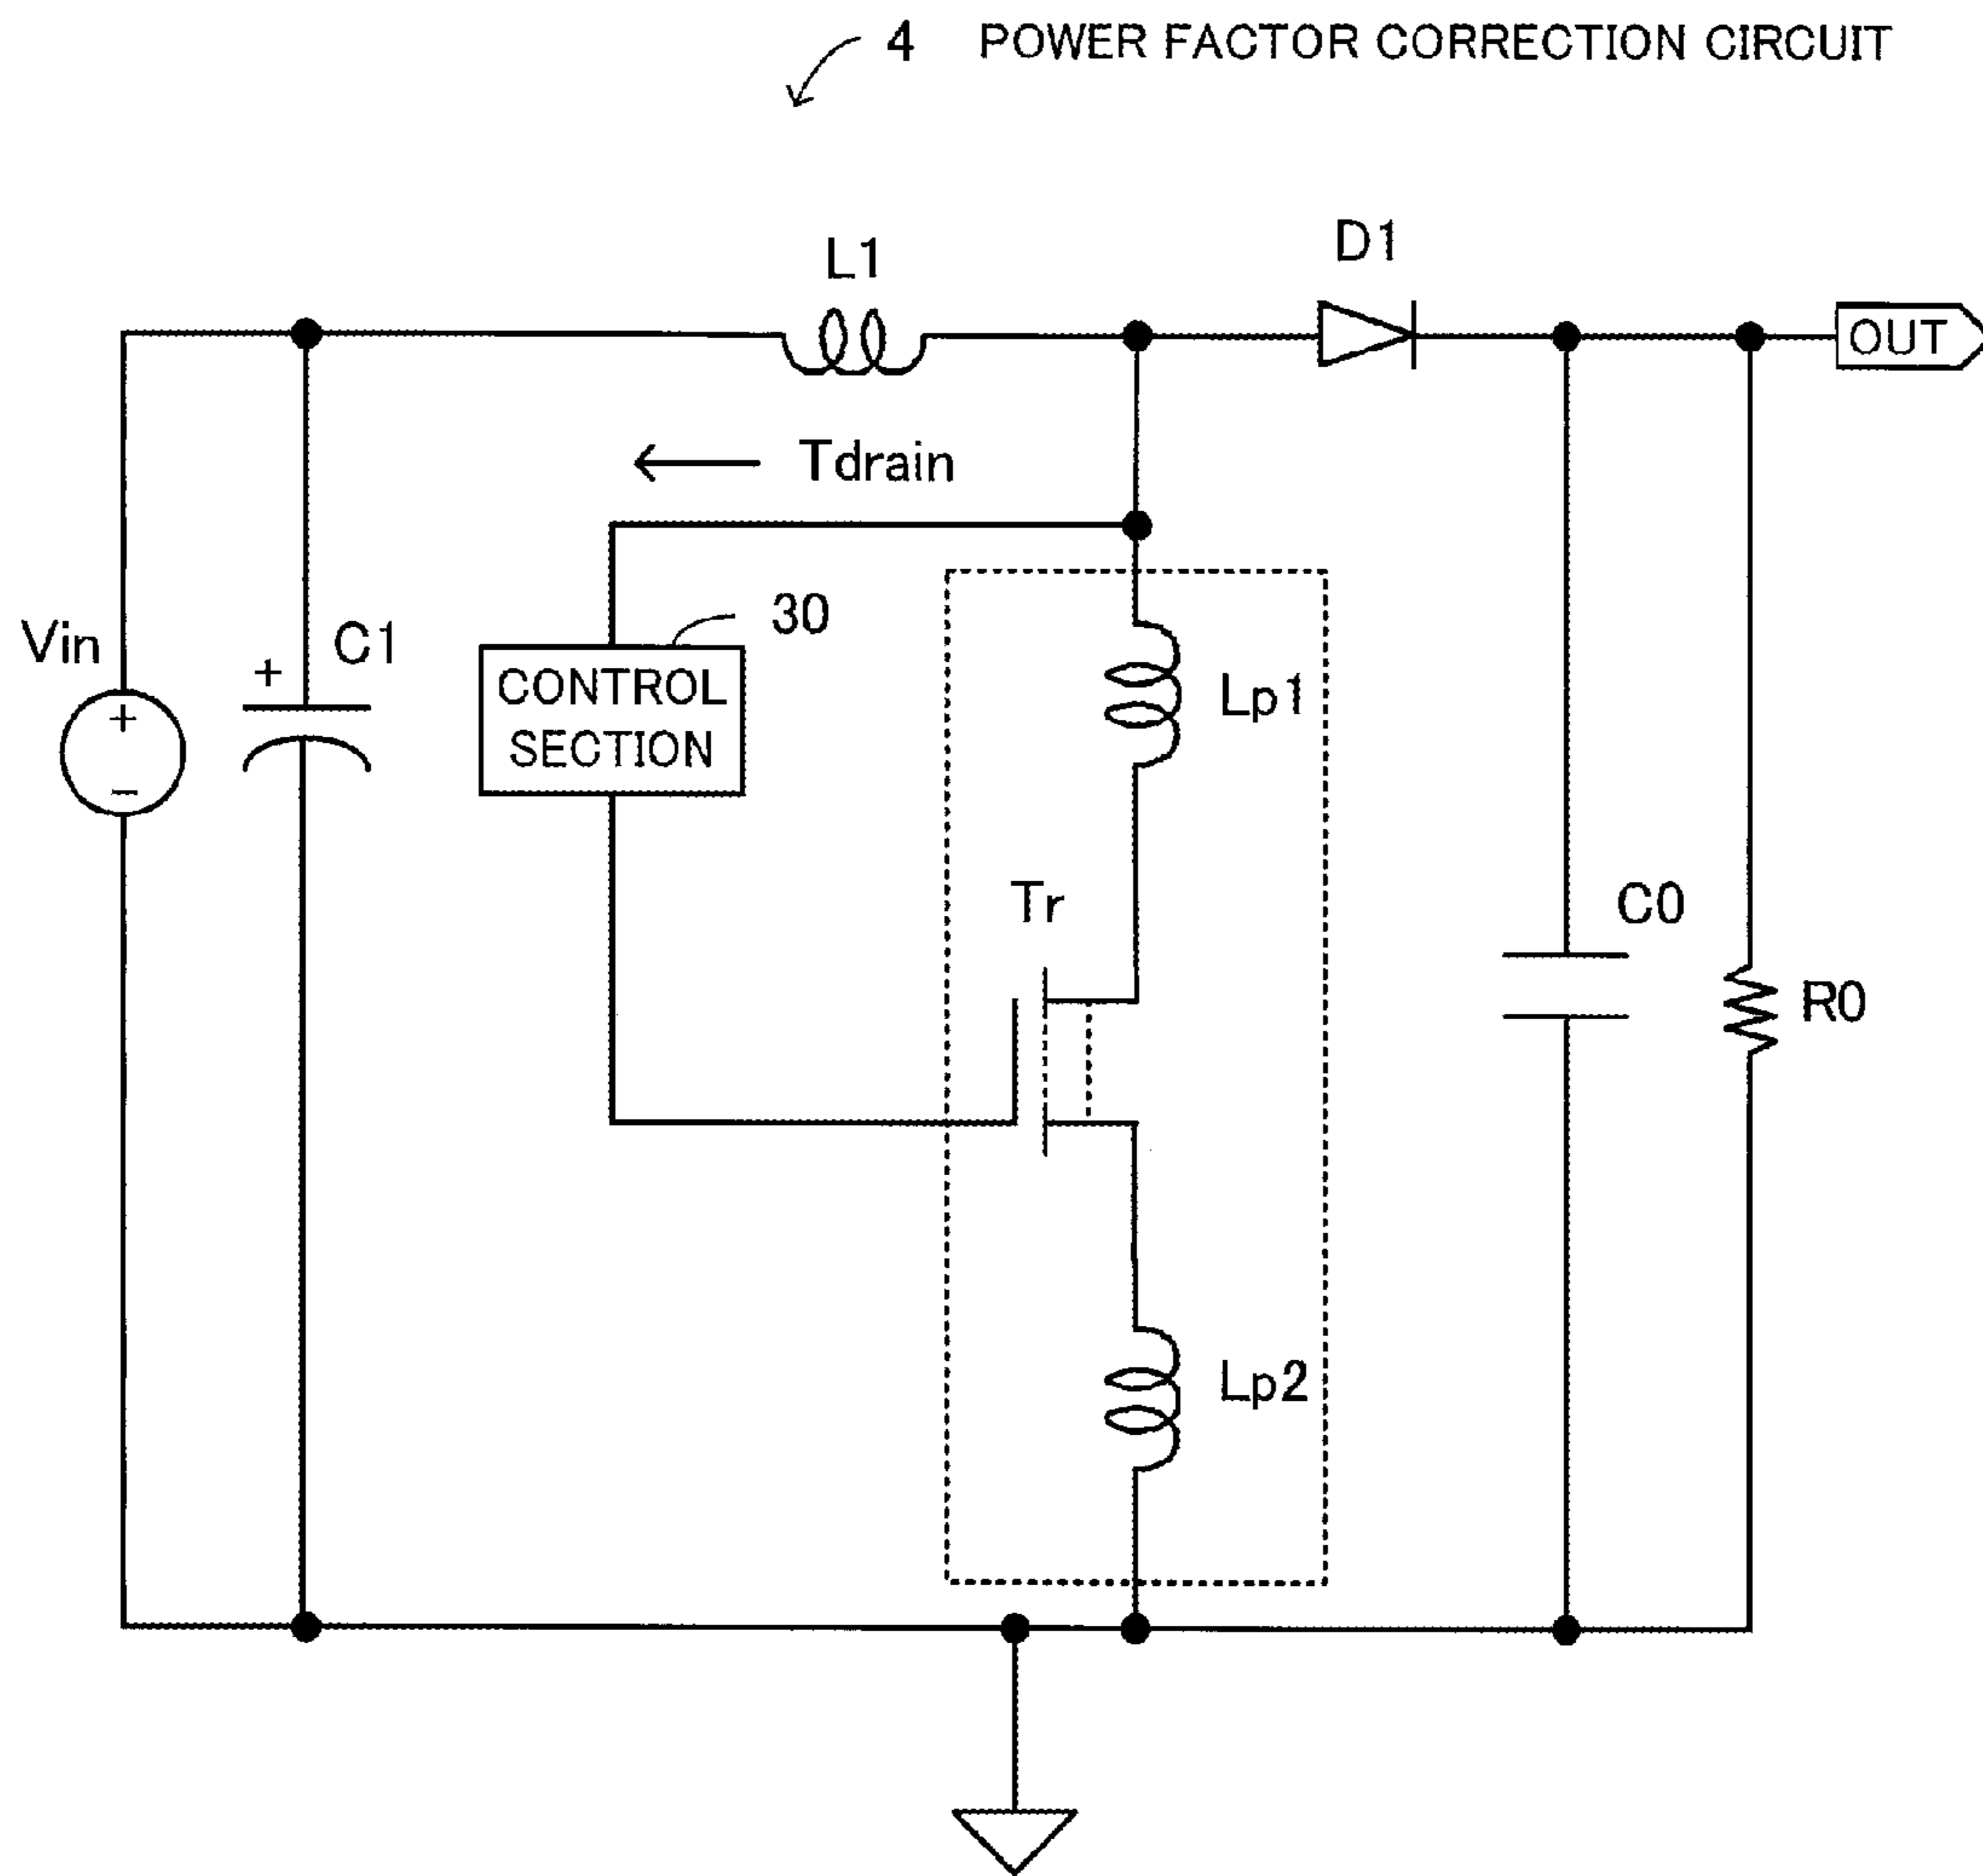 4 POWER FACTOR CORRECTION CIRCUIT
L1
D1
OUT
Tdrain
30
Vin
+
C1
CONTROL
SECTION
Lp1
+
-
Tr
C0
R0
Lp2